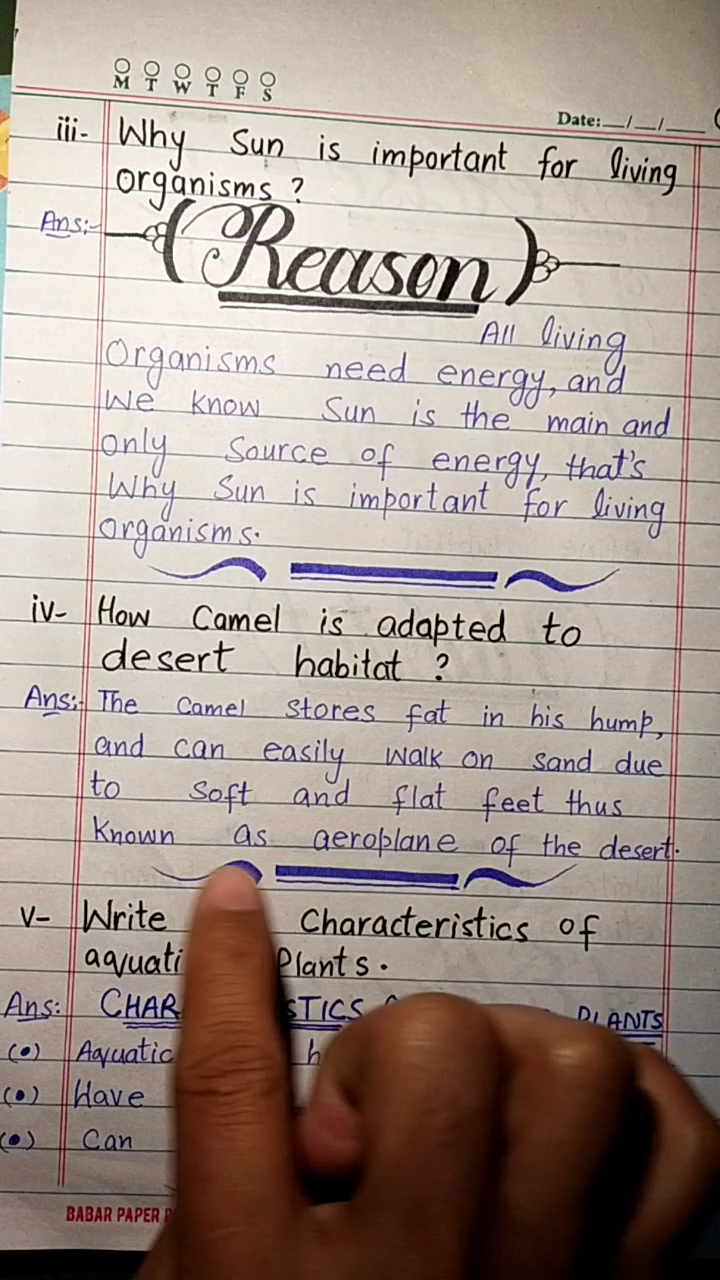 M T W T F S
Date:__/__/__
iii- Why Sun is important for living
organisms?
Ans:- (Reason)
All living
Organisms need energy, and
we know Sun is the main and
only source of energy, that's
Why Sun is important for living
organisms.
iv- How Camel is adapted to
desert habitat?
Ans:- The Camel stores fat in his hump,
and can easily walk on sand due
to soft and flat feet thus
known as aeroplane of the desert.
v- Write Characteristics of
Plants.
Ans: PLANTS
(•) Aquatic
(•) Have
(•) Can
BABAR PAPER